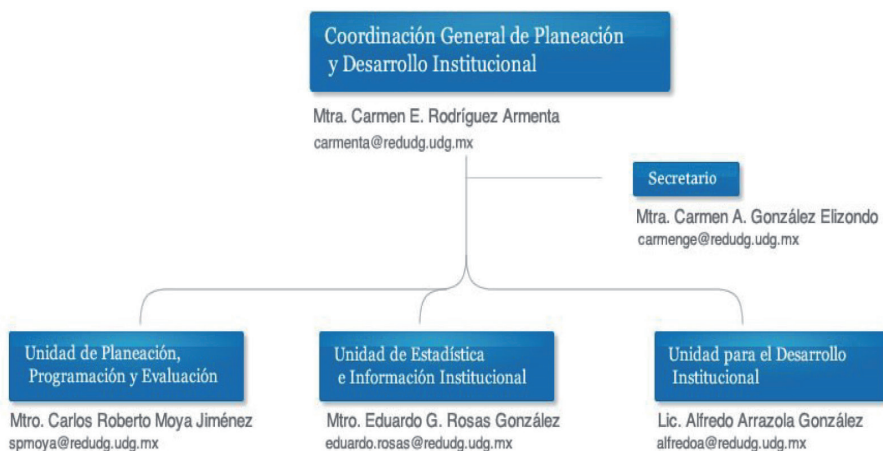 Coordinación General de Planeación
y Desarrollo Institucional
Mtra. Carmen E. Rodríguez Armenta
carmenta@redudg.udg.mx
Secretario
Mtra. Carmen A. González Elizondo
carmenge@redudg.udg.mx
Unidad de Planeación,
Programación y Evaluación
Mtro. Carlos Roberto Moya Jiménez
spmoya@redudg.udg.mx
Unidad de Estadística
e Información Institucional
Mtro. Eduardo G. Rosas González
eduardo.rosas@redudg.udg.mx
Unidad para el Desarrollo
Institucional
Lic. Alfredo Arrazola González
alfredoa@redudg.udg.mx